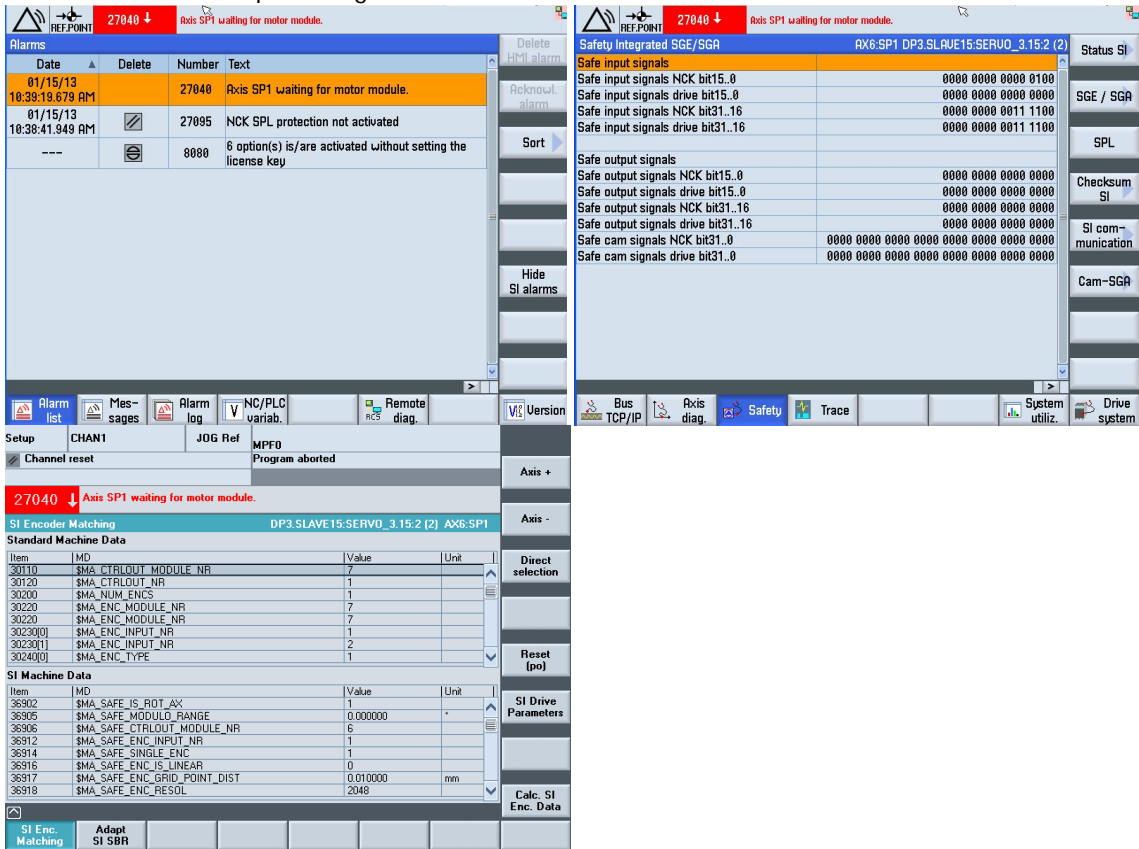 REF.POINT
27040
Axis SP1 waiting for motor module.
Alarms
Date Delete Number Text
01/15/13
10:39:19.679 AM
27040 Axis SP1 waiting for motor module.
01/15/13
10:38:41.949 AM
27095 NCK SPL protection not activated
--- 8080 6 option(s) is/are activated without setting the
license key
Delete
HMI alarm
Acknowl.
alarm
Sort
Hide
SI alarms
Alarm
list
Mes-
sages
Alarm
log
NC/PLC
variab.
Remote
diag.
Version
REF.POINT
27040
Axis SP1 waiting for motor module.
Safety Integrated SGE/SGA AX6:SP1 DP3.SLAVE15:SERVO_3.15:2 (2)
Safe input signals
Safe input signals NCK bit15..0 0000 0000 0000 0100
Safe input signals drive bit15..0 0000 0000 0000 0000
Safe input signals NCK bit31..16 0000 0000 0011 1100
Safe input signals drive bit31..16 0000 0000 0011 1100
Safe output signals
Safe output signals NCK bit15..0 0000 0000 0000 0000
Safe output signals drive bit15..0 0000 0000 0000 0000
Safe output signals NCK bit31..16 0000 0000 0000 0000
Safe output signals drive bit31..16 0000 0000 0000 0000
Safe cam signals NCK bit31..0 0000 0000 0000 0000 0000 0000 0000 0000
Safe cam signals drive bit31..0 0000 0000 0000 0000 0000 0000 0000 0000
Status SI
SGE / SGA
SPL
Checksum
SI
SI com-
munication
Cam-SGA
Bus
TCP/IP
Axis
diag.
Safety
Trace
System
utiliz.
Drive
system
Setup CHAN1 JOG Ref MPF0
Channel reset Program aborted
27040 Axis SP1 waiting for motor module.
SI Encoder Matching DP3.SLAVE15:SERVO_3.15:2 (2) AX6:SP1
Standard Machine Data
Item MD Value Unit
30110 $MA_CTRLOUT_MODULE_NR 7
30120 $MA_CTRLOUT_NR 1
30200 $MA_NUM_ENCS 1
30220 $MA_ENC_MODULE_NR 7
30220 $MA_ENC_MODULE_NR 7
30230[0] $MA_ENC_INPUT_NR 1
30230[1] $MA_ENC_INPUT_NR 2
30240[0] $MA_ENC_TYPE 1
SI Machine Data
Item MD Value Unit
36902 $MA_SAFE_IS_ROT_AX 1
36905 $MA_SAFE_MODULO_RANGE 0.000000 °
36906 $MA_SAFE_CTRLOUT_MODULE_NR 6
36912 $MA_SAFE_ENC_INPUT_NR 1
36914 $MA_SAFE_SINGLE_ENC 1
36916 $MA_SAFE_ENC_IS_LINEAR 0
36917 $MA_SAFE_ENC_GRID_POINT_DIST 0.010000 mm
36918 $MA_SAFE_ENC_RESOL 2048
Axis +
Axis -
Direct
selection
Reset
(po)
SI Drive
Parameters
Calc. SI
Enc. Data
SI Enc.
Matching
Adapt
SI SBR